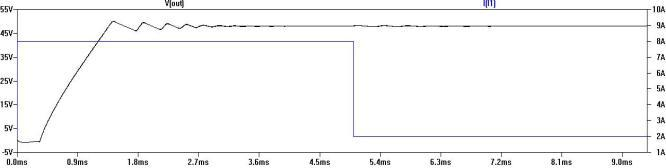 V[out]
I[I1]
55V
45V
35V
25V
15V
5V
-5V
10A
9A
8A
7A
6A
5A
4A
3A
2A
1A
0.0ms 0.9ms 1.8ms 2.7ms 3.6ms 4.5ms 5.4ms 6.3ms 7.2ms 8.1ms 9.0ms